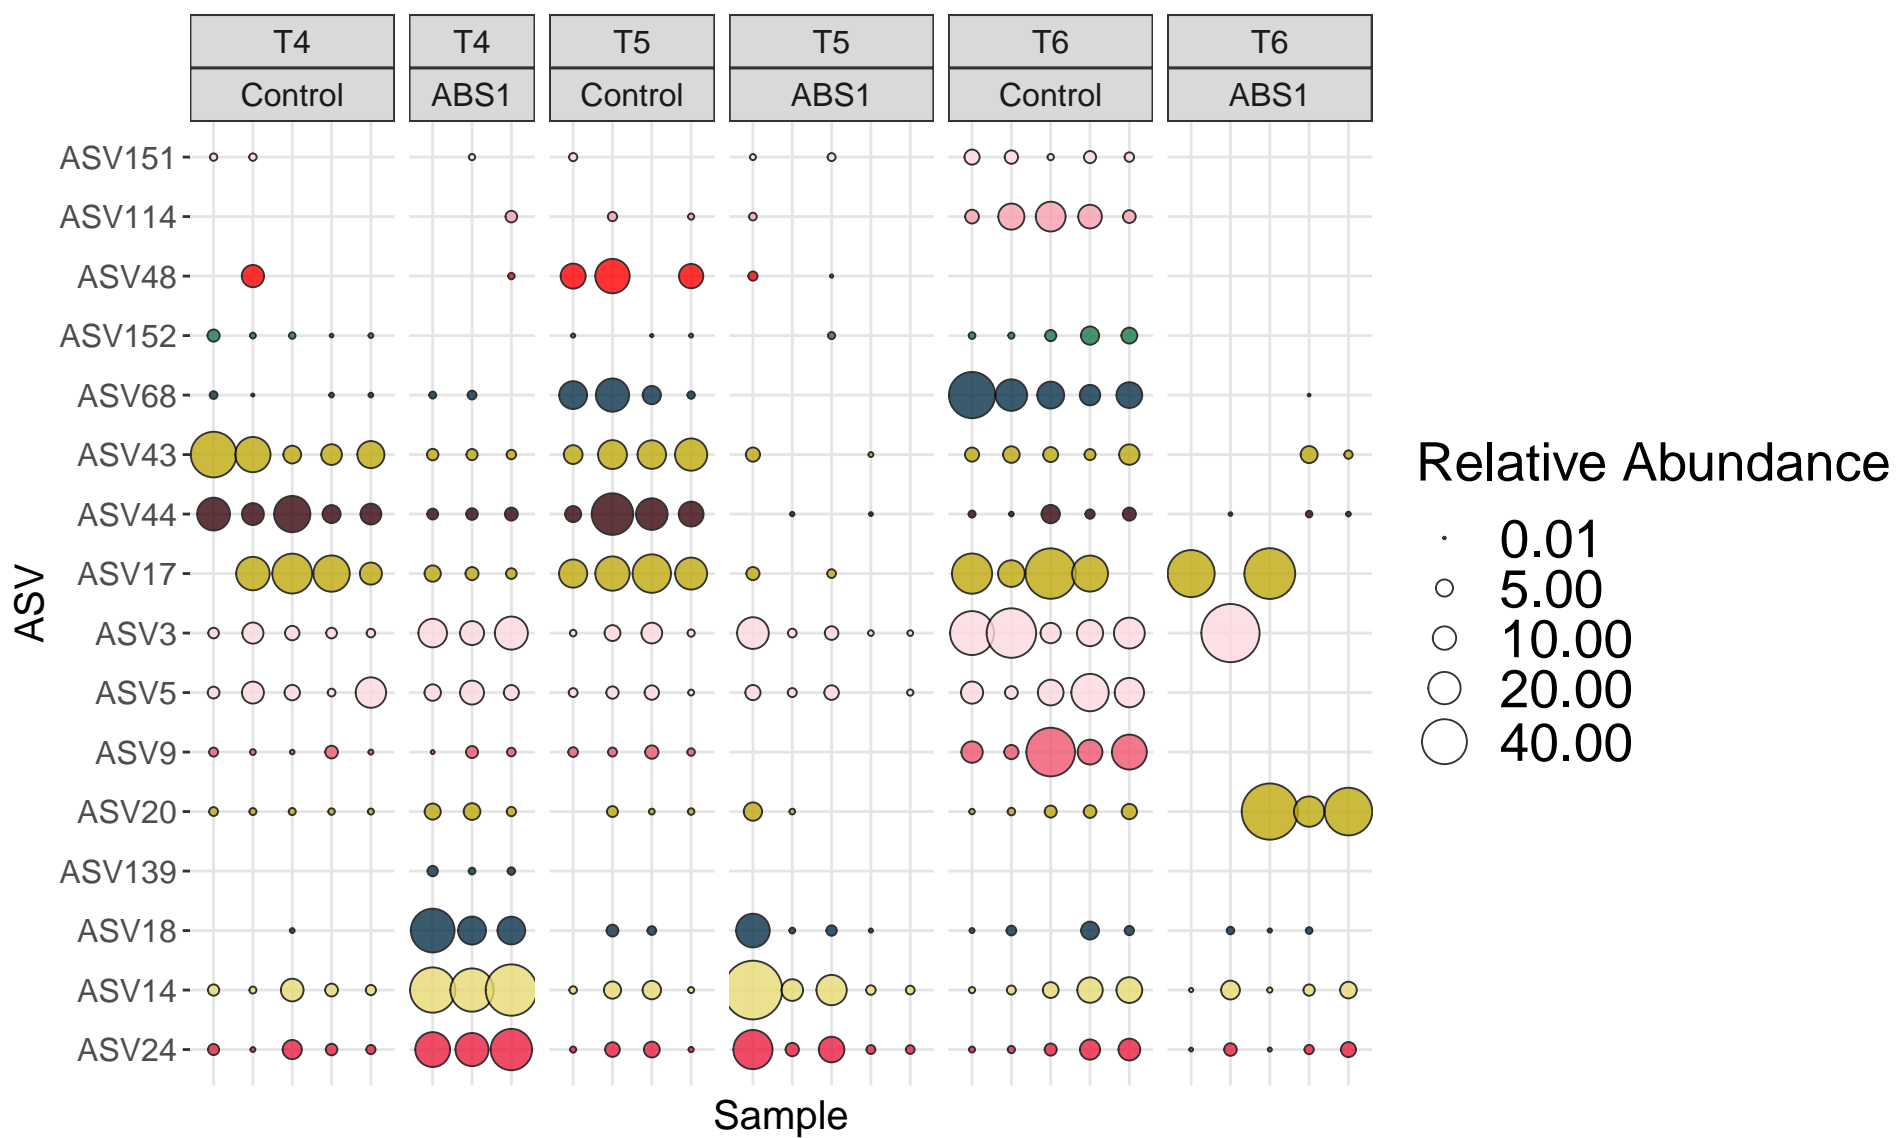 T4 T4 T5 T5 T6 T6
Control ABS1 Control ABS1 Control ABS1
ASV151
ASV114
ASV48
ASV152
ASV68
ASV43
ASV44
ASV17
ASV3
ASV5
ASV9
ASV20
ASV139
ASV18
ASV14
ASV24
ASV
Sample
Relative Abundance
0.01
5.00
10.00
20.00
40.00